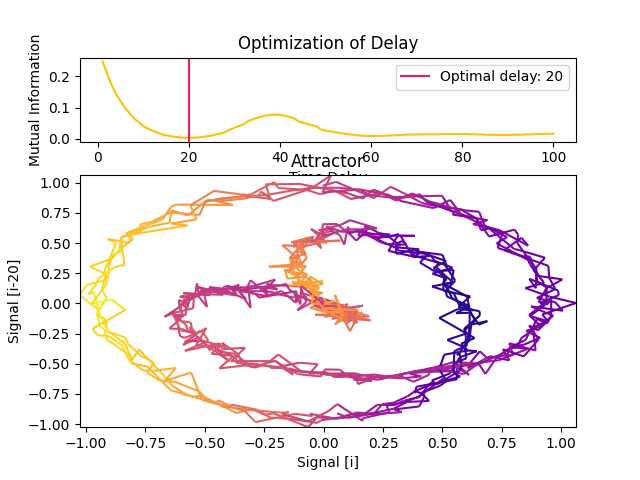 Optimization of Delay
Mutual Information
0.2
0.1
0.0
Optimal delay: 20
0 20 40 60 80 100
Attractor
Signal [i-20]
1.00
0.75
0.50
0.25
0.00
−0.25
−0.50
−0.75
−1.00
−1.00 −0.75 −0.50 −0.25 0.00 0.25 0.50 0.75 1.00
Signal [i]